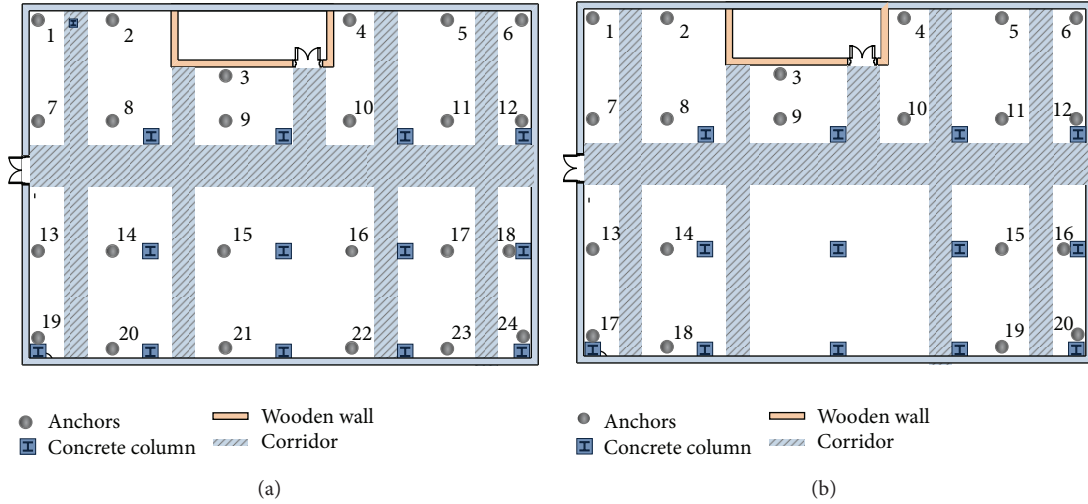 1 2 4 5 6
3
7 8 9 10 11 12
13 14 15 16 17 18
19 20 21 22 23 24
Anchors
Wooden wall
Concrete column
Corridor
(a)
1 2 4 5 6
3
7 8 9 10 11 12
13 14 15 16
17 18 19 20
Anchors
Wooden wall
Concrete column
Corridor
(b)